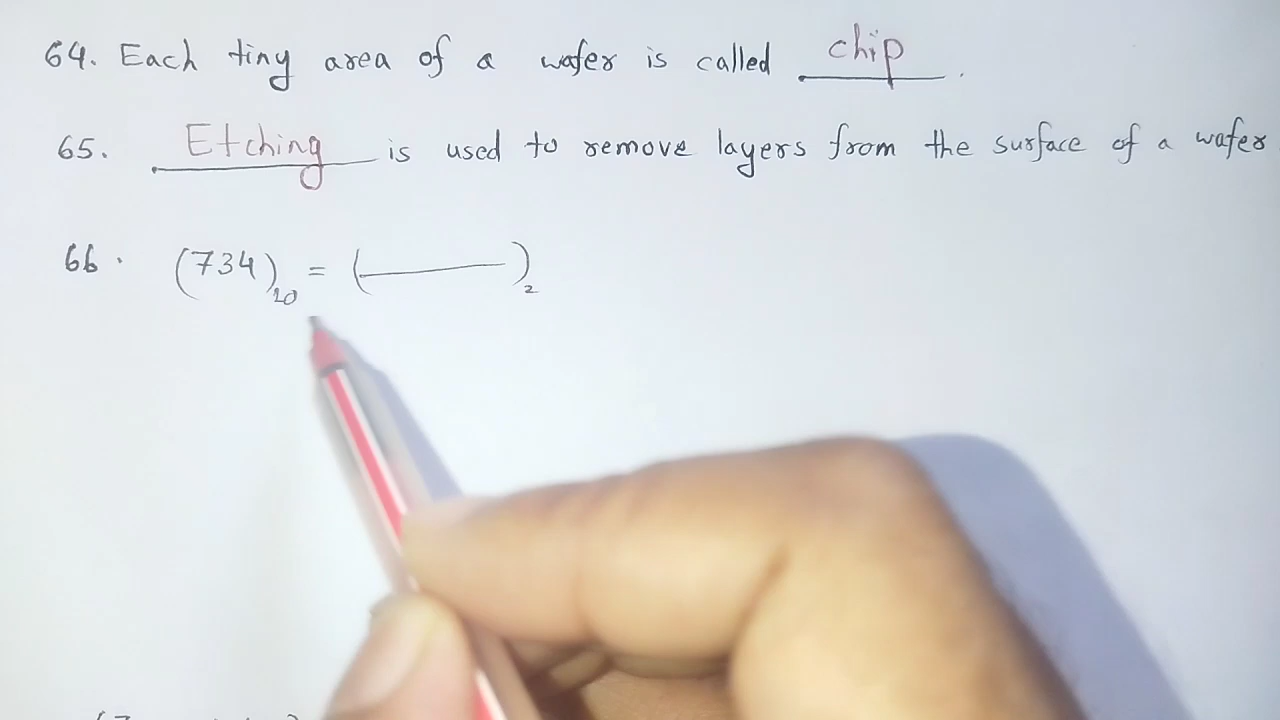 64. Each tiny area of a wafer is called chip.
65. Etching is used to remove layers from the surface of a wafer
66. (734)10 = (______)2